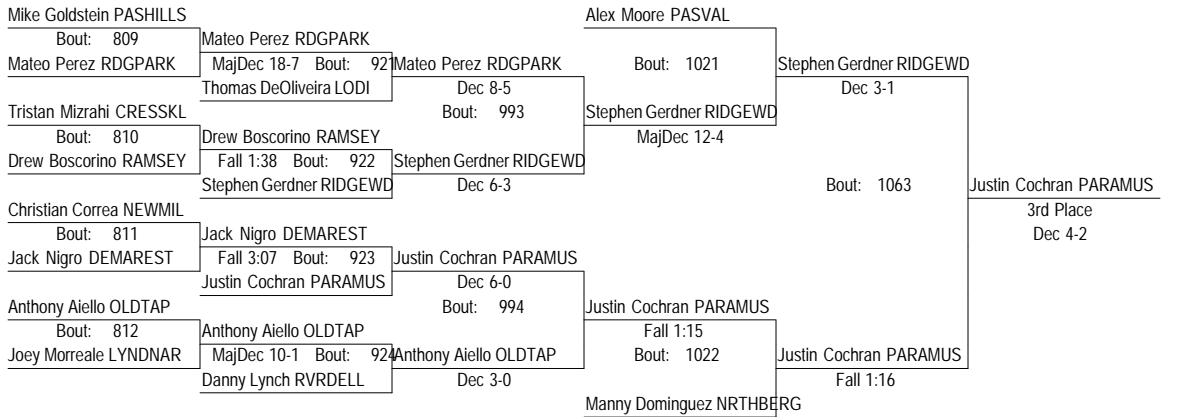 Mike Goldstein PASHILLS
Bout: 809
Mateo Perez RDGPARK
Tristan Mizrahi CRESSKL
Bout: 810
Drew Boscorino RAMSEY
Christian Correa NEWMIL
Bout: 811
Jack Nigro DEMAREST
Anthony Aiello OLDTAP
Bout: 812
Joey Morreale LYNDNAR
Mateo Perez RDGPARK
MajDec 18-7 Bout: 921
Thomas DeOliveira LODI
Drew Boscorino RAMSEY
Fall 1:38 Bout: 922
Stephen Gerdner RIDGEWD
Jack Nigro DEMAREST
Fall 3:07 Bout: 923
Justin Cochran PARAMUS
Anthony Aiello OLDTAP
MajDec 10-1 Bout: 924
Danny Lynch RVRDELL
Mateo Perez RDGPARK
Dec 8-5
Bout: 993
Stephen Gerdner RIDGEWD
Dec 6-3
Justin Cochran PARAMUS
Dec 6-0
Bout: 994
Anthony Aiello OLDTAP
Dec 3-0
Alex Moore PASVAL
Bout: 1021
Stephen Gerdner RIDGEWD
MajDec 12-4
Justin Cochran PARAMUS
Fall 1:15
Bout: 1022
Manny Dominguez NRTHBERG
Stephen Gerdner RIDGEWD
Dec 3-1
Bout: 1063
Justin Cochran PARAMUS
Fall 1:16
Justin Cochran PARAMUS
3rd Place
Dec 4-2